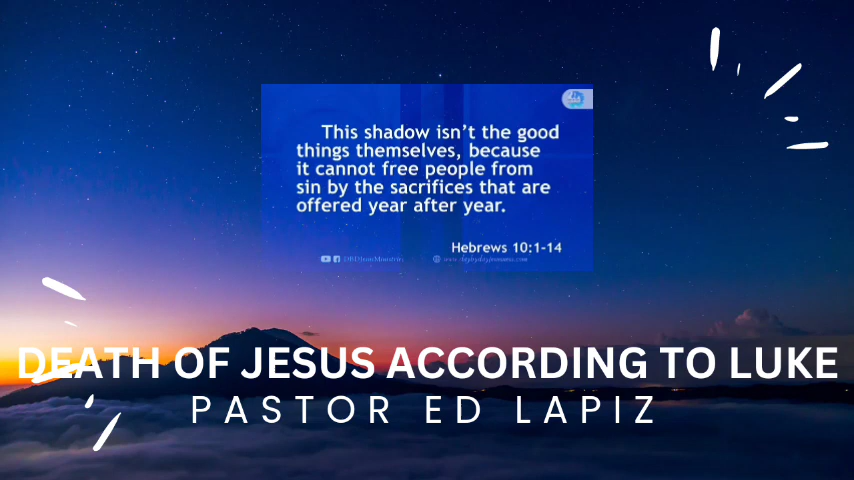 This shadow isn't the good
things themselves, because
it cannot free people from
sin by the sacrifices that are
offered year after year.
Hebrews 10:1-14
DEATH OF JESUS ACCORDING TO LUKE
PASTOR ED LAPIZ